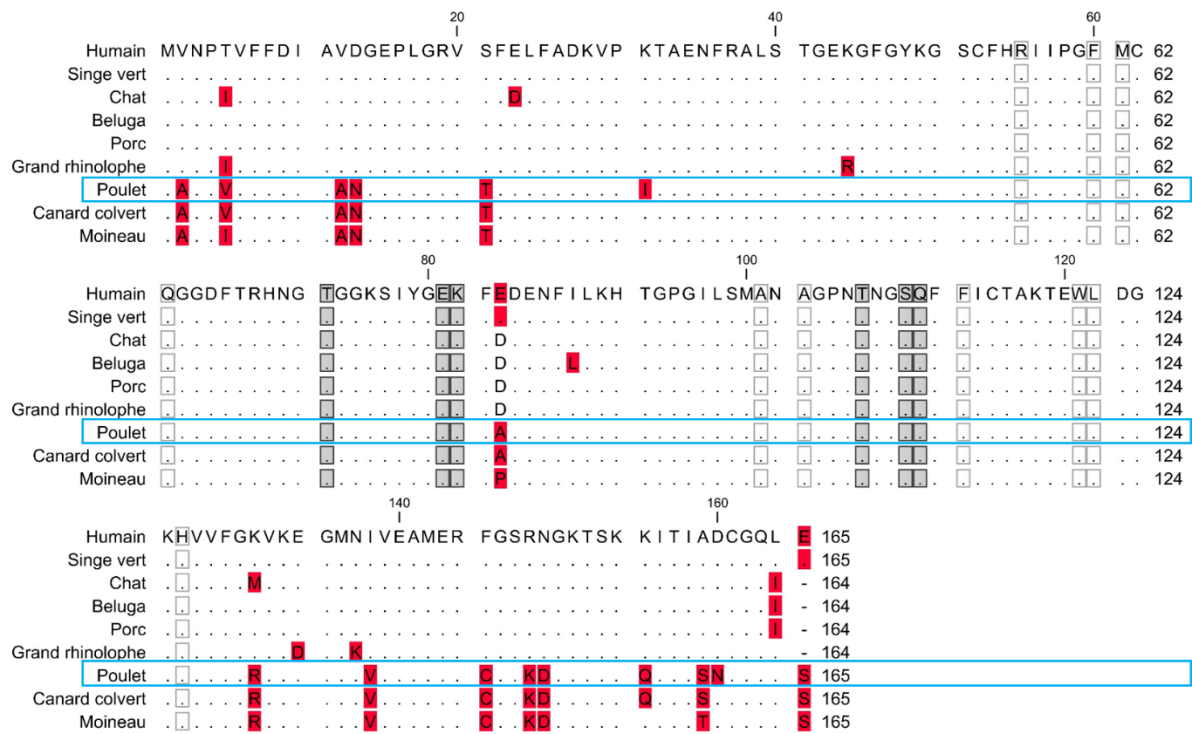 20 40 60
Humain MVNPTVFFDI AVDGEPLGRV SFELFADKVP KTAENFRALS TGEKGFGYKG SCFHRIIPGF MC 62
Singe vert .......... .......... .......... .......... .......... .......... .. 62
Chat ....I..... .......... ..D....... .......... .......... .......... .. 62
Beluga .......... .......... .......... .......... .......... .......... .. 62
Porc .......... .......... .......... .......... .......... .......... .. 62
Grand rhinolophe ....I..... .......... .......... .......... ...R...... .......... .. 62
Poulet .A..V..... ..AN...... T......... I......... .......... .......... .. 62
Canard colvert .A..V..... ..AN...... T......... .......... .......... .......... .. 62
Moineau .A..I..... ..AN...... T......... .......... .......... .......... .. 62
80 100 120
Humain QGGDFTRHNG TGGKSIYGEK FEDENFILKH TGPGILSMAN AGPNTNGSQF FICTAKTEWL DG 124
Singe vert .......... .......... .......... .......... .......... .......... .. 124
Chat .......... .......... .D........ .......... .......... .......... .. 124
Beluga .......... .......... .D....L... .......... .......... .......... .. 124
Porc .......... .......... .D........ .......... .......... .......... .. 124
Grand rhinolophe .......... .......... .D........ .......... .......... .......... .. 124
Poulet .......... .......... .A........ .......... .......... .......... .. 124
Canard colvert .......... .......... .A........ .......... .......... .......... .. 124
Moineau .......... .......... .P........ .......... .......... .......... .. 124
140 160
Humain KHVVFGKVKE GMNIVEAMER FGSRNGKTSK KITIADCGQL E 165
Singe vert .......... .......... .......... .......... . 165
Chat ......M... .......... .......... .........I - 164
Beluga .......... .......... .......... .........I - 164
Porc .......... .......... .......... .........I - 164
Grand rhinolophe .........D ..K....... .......... .......... - 164
Poulet ......R... ...V...... C..KD..... Q...SN.... S 165
Canard colvert ......R... ...V...... C..KD..... Q...S..... S 165
Moineau ......R... ...V...... C..KD..... ....T..... S 165